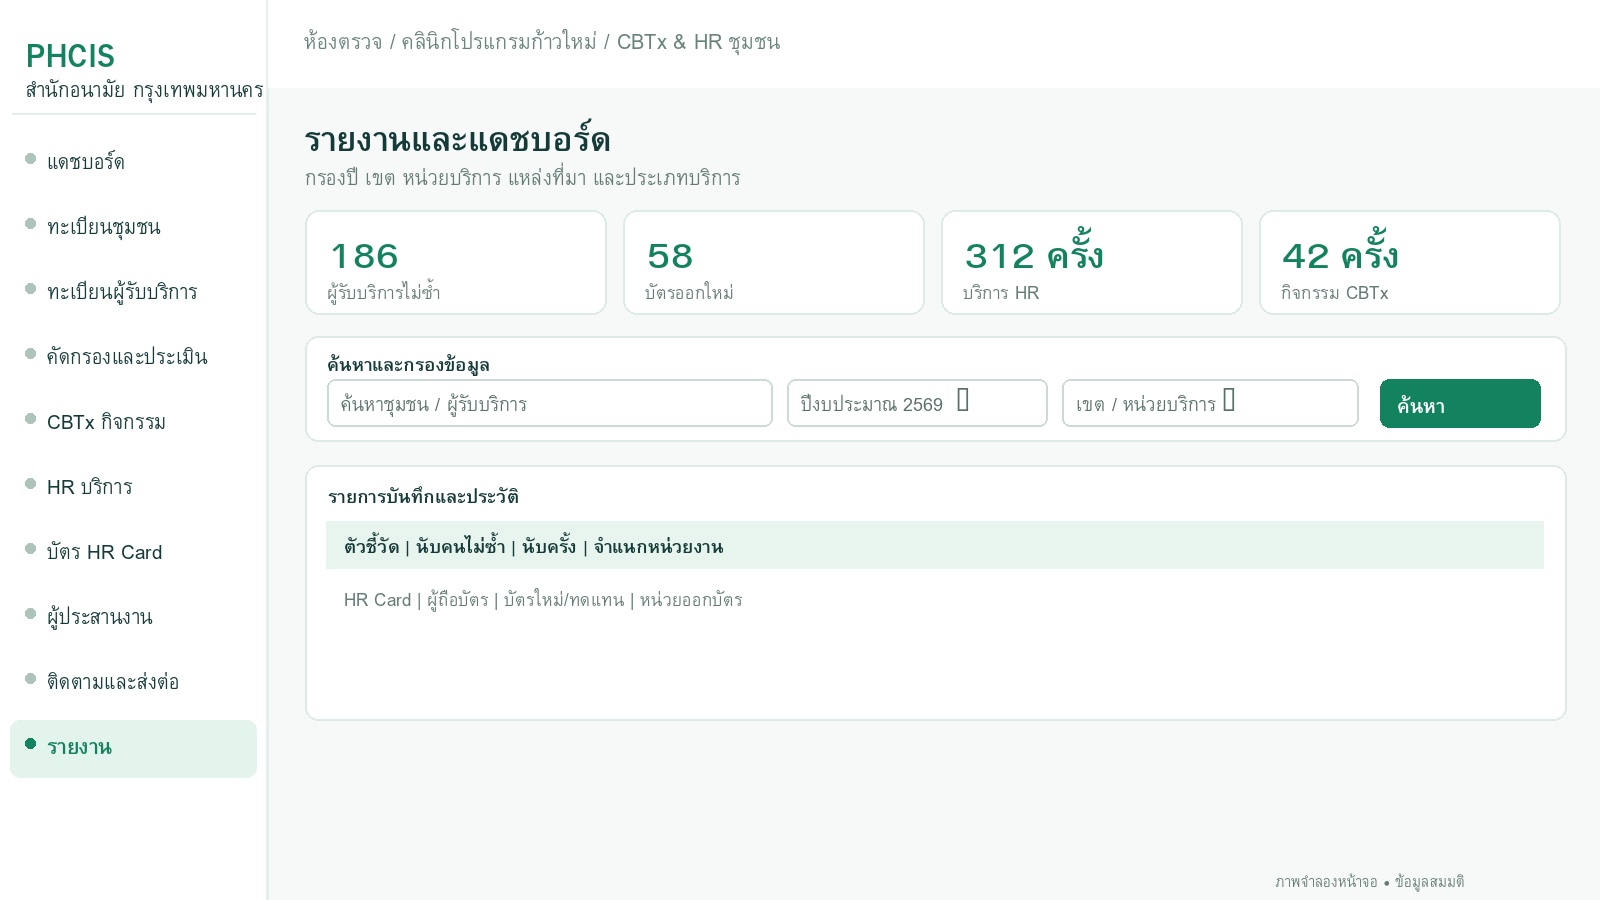 PHCIS
สำนักอนามัย กรุงเทพมหานคร
แดชบอร์ด
ทะเบียนชุมชน
ทะเบียนผู้รับบริการ
คัดกรองและประเมิน
CBTx กิจกรรม
HR บริการ
บัตร HR Card
ผู้ประสานงาน
ติดตามและส่งต่อ
รายงาน
ห้องตรวจ / คลินิกโปรแกรมก้าวใหม่ / CBTx & HR ชุมชน
รายงานและแดชบอร์ด
กรองปี เขต หน่วยบริการ แหล่งที่มา และประเภทบริการ
186
ผู้รับบริการไม่ซ้ำ
58
บัตรออกใหม่
312 ครั้ง
บริการ HR
42 ครั้ง
กิจกรรม CBTx
ค้นหาและกรองข้อมูล
ค้นหาชุมชน / ผู้รับบริการ
ปีงบประมาณ 2569
เขต / หน่วยบริการ
ค้นหา
รายการบันทึกและประวัติ
ตัวชี้วัด | นับคนไม่ซ้ำ | นับครั้ง | จำแนกหน่วยงาน
HR Card | ผู้ถือบัตร | บัตรใหม่/ทดแทน | หน่วยออกบัตร
ภาพจำลองหน้าจอ • ข้อมูลสมมติ